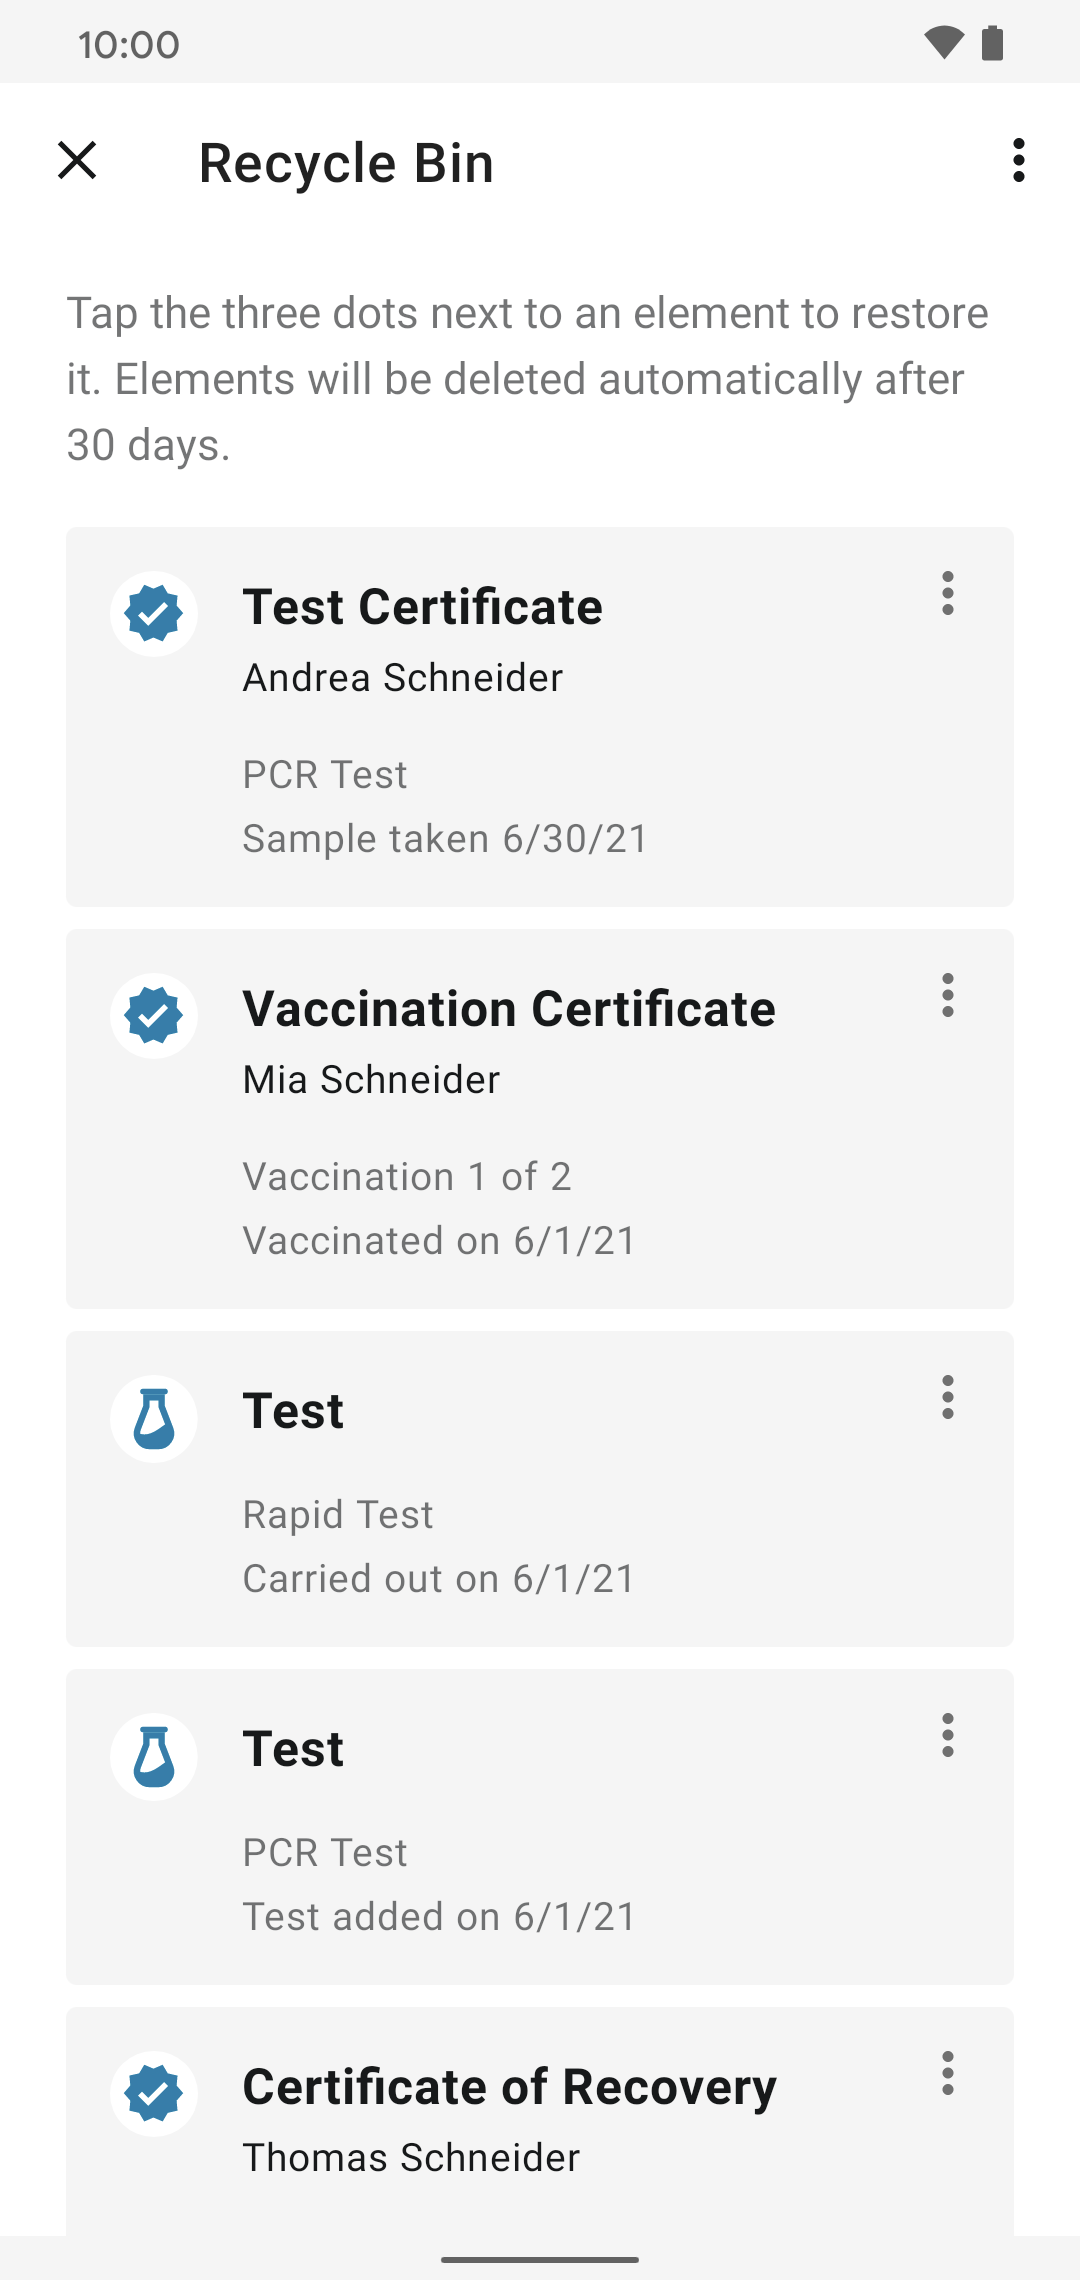 10:00
Recycle Bin
Tap the three dots next to an element to restore
it. Elements will be deleted automatically after
30 days.
Test Certificate
Andrea Schneider
PCR Test
Sample taken 6/30/21
Vaccination Certificate
Mia Schneider
Vaccination 1 of 2
Vaccinated on 6/1/21
Test
Rapid Test
Carried out on 6/1/21
Test
PCR Test
Test added on 6/1/21
Certificate of Recovery
Thomas Schneider